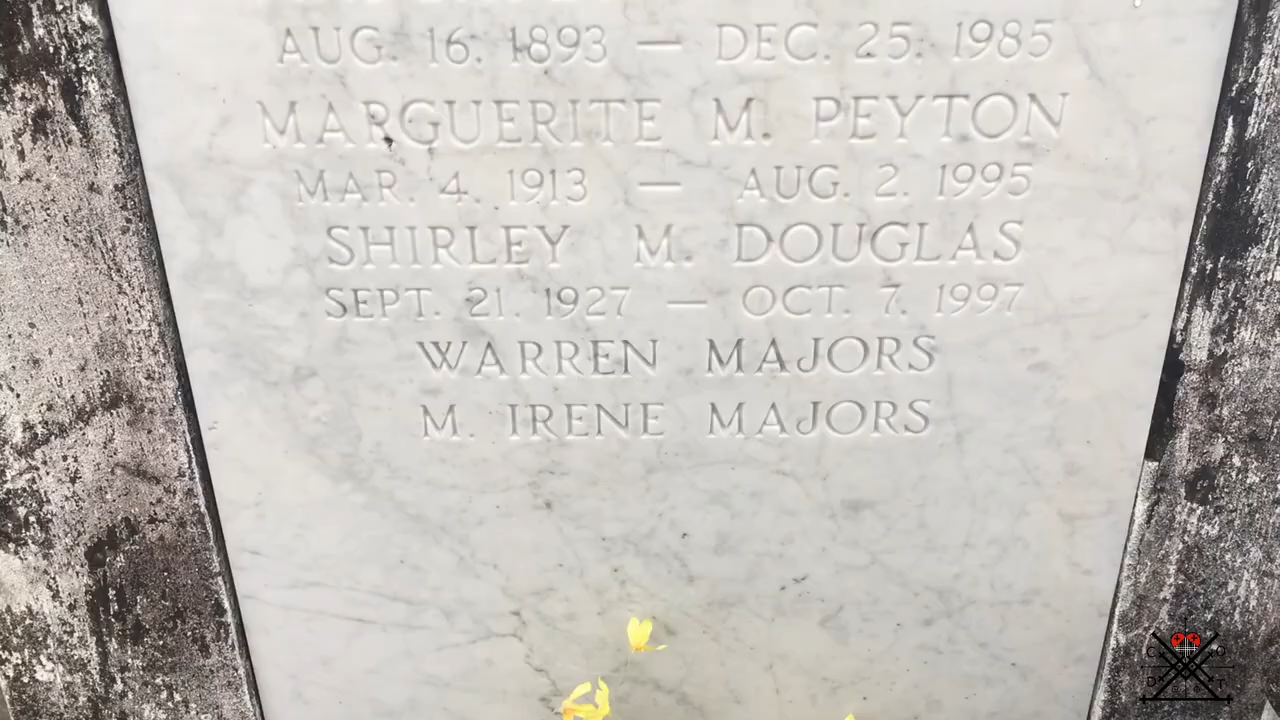 AUG. 16. 1893 — DEC. 25. 1985
MARGUERITE M. PEYTON
MAR. 4. 1913 — AUG. 2. 1995
SHIRLEY M. DOUGLAS
SEPT. 21. 1927 — OCT. 7. 1997
WARREN MAJORS
M. IRENE MAJORS
C O
D T